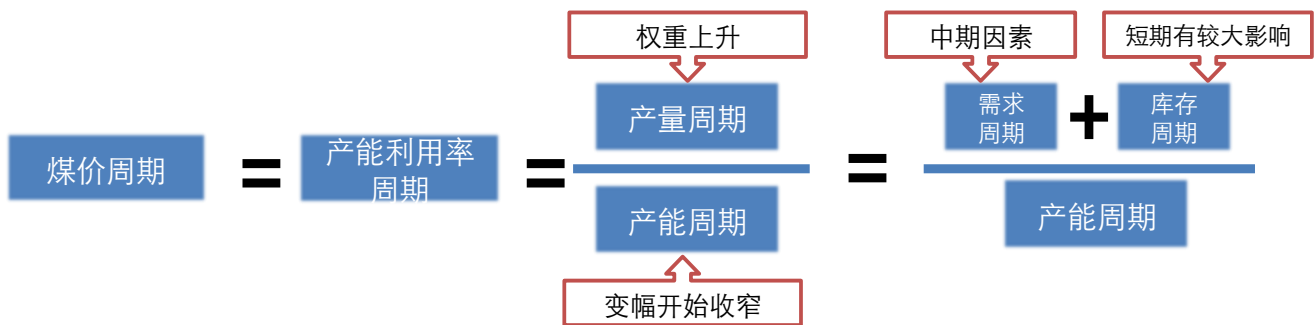 权重上升
中期因素
短期有较大影响
煤价周期
=
产能利用率
周期
=
产量周期
产能周期
=
需求
周期
+
库存
周期
产能周期
变幅开始收窄